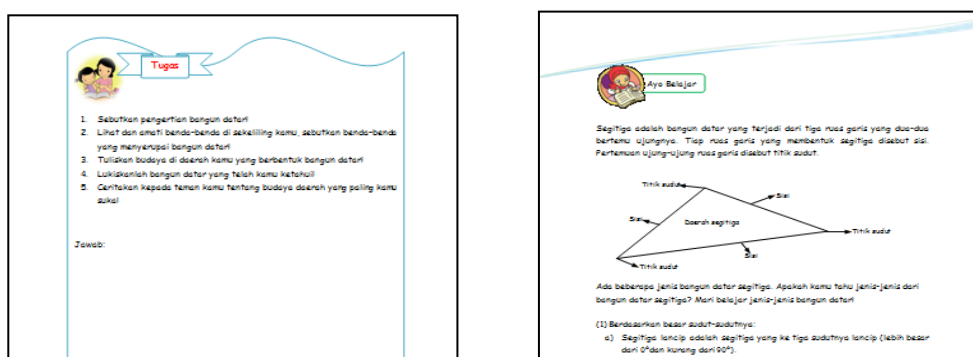 Tugas
1. Sebutkan pengertian bangun datar!
2. Lihat dan amati benda-benda di sekeliling kamu, sebutkan benda-benda
yang menyerupai bangun datar!
3. Tuliskan budaya di daerah kamu yang berbentuk bangun datar!
4. Lukiskanlah bangun datar yang telah kamu ketahui!
5. Ceritakan kepada teman kamu tentang budaya daerah yang paling kamu
sukai
Jawab:
Ayo Belajar
Segitiga adalah bangun datar yang terjadi dari tiga ruas garis yang dua-dua
bertemu ujungnya. Tiap ruas garis yang membentuk segitiga disebut sisi.
Pertemuan ujung-ujung ruas garis disebut titik sudut.
Titik sudut
Sisi
Sisi
Daerah segitiga
Titik sudut
Sisi
Titik sudut
Ada beberapa jenis bangun datar segitiga. Apakah kamu tahu jenis-jenis dari
bangun datar segitiga? Mari belajar jenis-jenis bangun datar!
(1) Berdasarkan besar sudut-sudutnya:
a) Segitiga lancip adalah segitiga yang ke tiga sudutnya lancip (lebih besar
dari 0° dan kurang dari 90°).